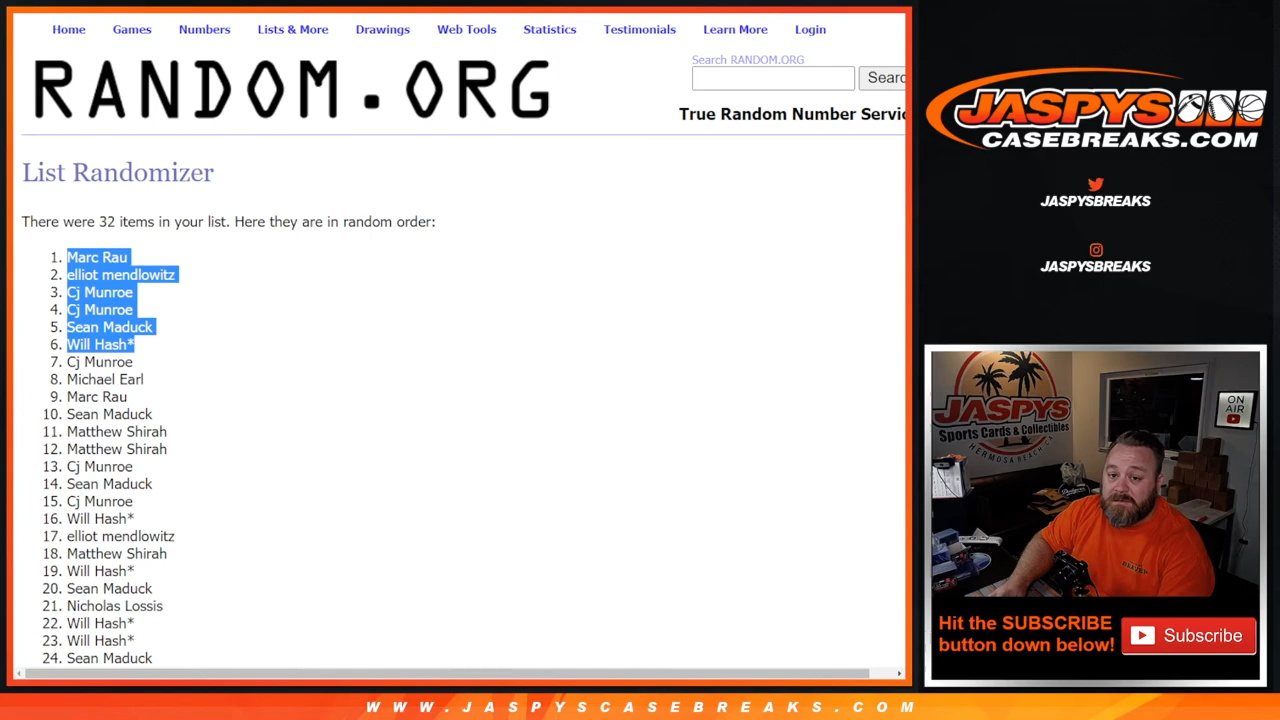 Home Games Numbers Lists & More Drawings Web Tools Statistics Testimonials Learn More Login
RANDOM.ORG
Search RANDOM.ORG
Searc
True Random Number Servic
List Randomizer
There were 32 items in your list. Here they are in random order:
1. Marc Rau
2. elliot mendlowitz
3. Cj Munroe
4. Cj Munroe
5. Sean Maduck
6. Will Hash*
7. Cj Munroe
8. Michael Earl
9. Marc Rau
10. Sean Maduck
11. Matthew Shirah
12. Matthew Shirah
13. Cj Munroe
14. Sean Maduck
15. Cj Munroe
16. Will Hash*
17. elliot mendlowitz
18. Matthew Shirah
19. Will Hash*
20. Sean Maduck
21. Nicholas Lossis
22. Will Hash*
23. Will Hash*
24. Sean Maduck
JASPYS
CASEBREAKS.COM
JASPYSBREAKS
JASPYSBREAKS
JASPYS
Sports Cards & Collectibles
HERMOSA BEACH CA
ON
AIR
Hit the SUBSCRIBE
button down below!
Subscribe
WWW.JASPYSCASEBREAKS.COM